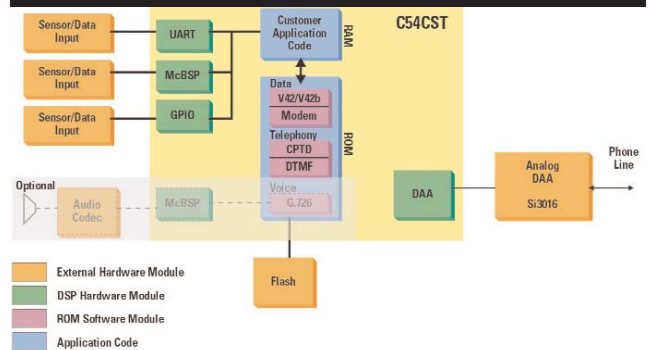 Sensor/Data
Input
UART
Customer
Application
Code
RAM
C54CST
Sensor/Data
Input
McBSP
Sensor/Data
Input
GPIO
Data
V42/V42b
Modem
Telephony
CPTD
DTMF
ROM
Voice
G.726
Optional
Audio
Codec
McBSP
DAA
Analog
DAA
Si3016
Phone
Line
Flash
External Hardware Module
DSP Hardware Module
ROM Software Module
Application Code